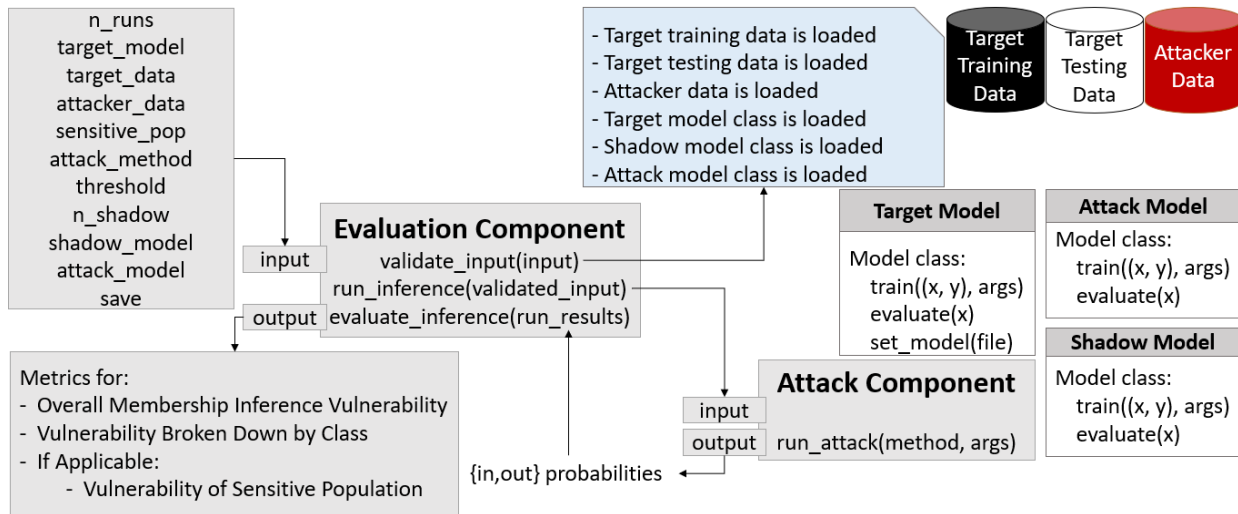 n_runs
target_model
target_data
attacker_data
sensitive_pop
attack_method
threshold
n_shadow
shadow_model
attack_model
save
- Target training data is loaded
- Target testing data is loaded
- Attacker data is loaded
- Target model class is loaded
- Shadow model class is loaded
- Attack model class is loaded
Target
Training
Data
Target
Testing
Data
Attacker
Data
Evaluation Component
input
validate_input(input)
run_inference(validated_input)
output
evaluate_inference(run_results)
Target Model
Model class:
train((x, y), args)
evaluate(x)
set_model(file)
Attack Model
Model class:
train((x, y), args)
evaluate(x)
Shadow Model
Model class:
train((x, y), args)
evaluate(x)
Metrics for:
- Overall Membership Inference Vulnerability
- Vulnerability Broken Down by Class
- If Applicable:
- Vulnerability of Sensitive Population
Attack Component
input
output
run_attack(method, args)
{in,out} probabilities